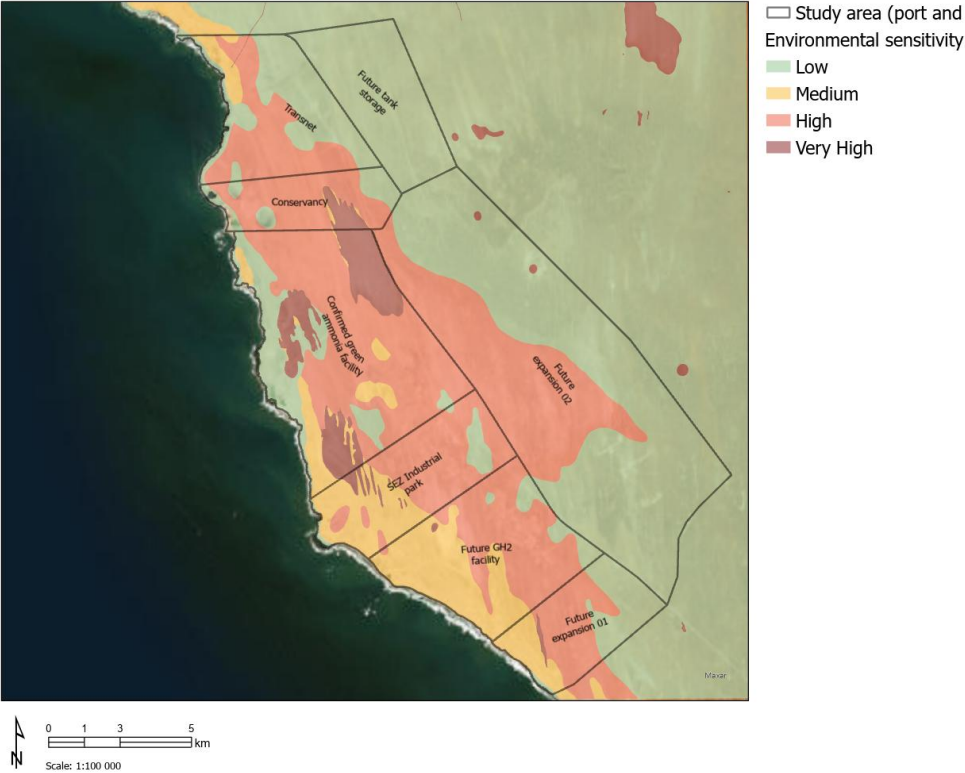 Study area (port and
Environmental sensitivity
Low
Medium
High
Very High
Future tank
storage
Transnet
Conservancy
Confirmed green
ammonia facility
Future
expansion 02
SEZ Industrial
park
Future GH2
facility
Future
expansion 01
Maxar
N
0 1 3 5
km
Scale: 1:100 000